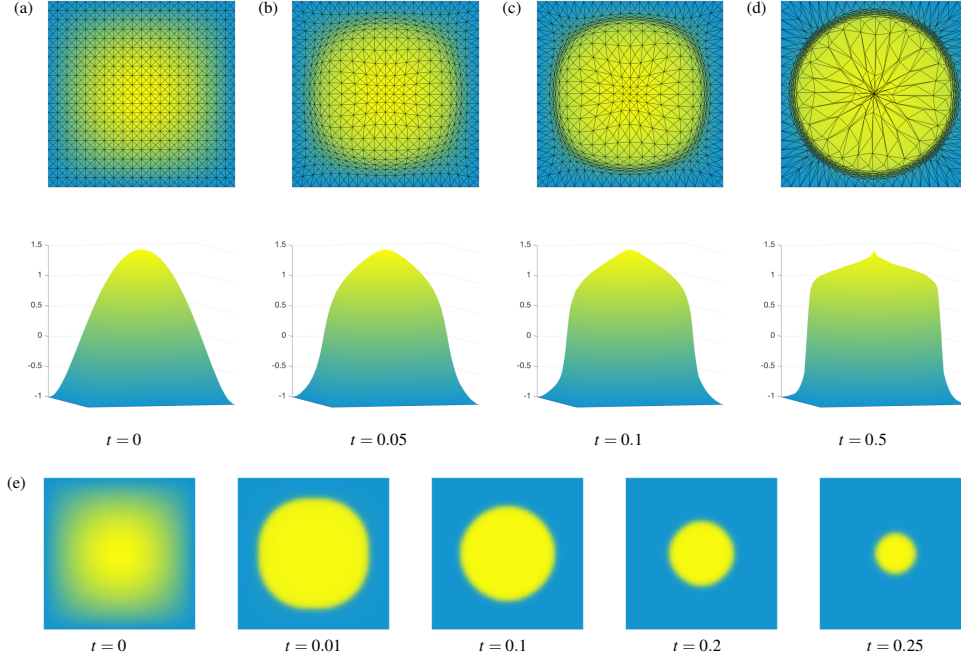 (a) (b) (c) (d)
1.5 1.5 1.5 1.5
1 1 1 1
0.5 0.5 0.5 0.5
0 0 0 0
-0.5 -0.5 -0.5 -0.5
-1 -1 -1 -1
t = 0 t = 0.05 t = 0.1 t = 0.5
(e)
t = 0 t = 0.01 t = 0.1 t = 0.2 t = 0.25